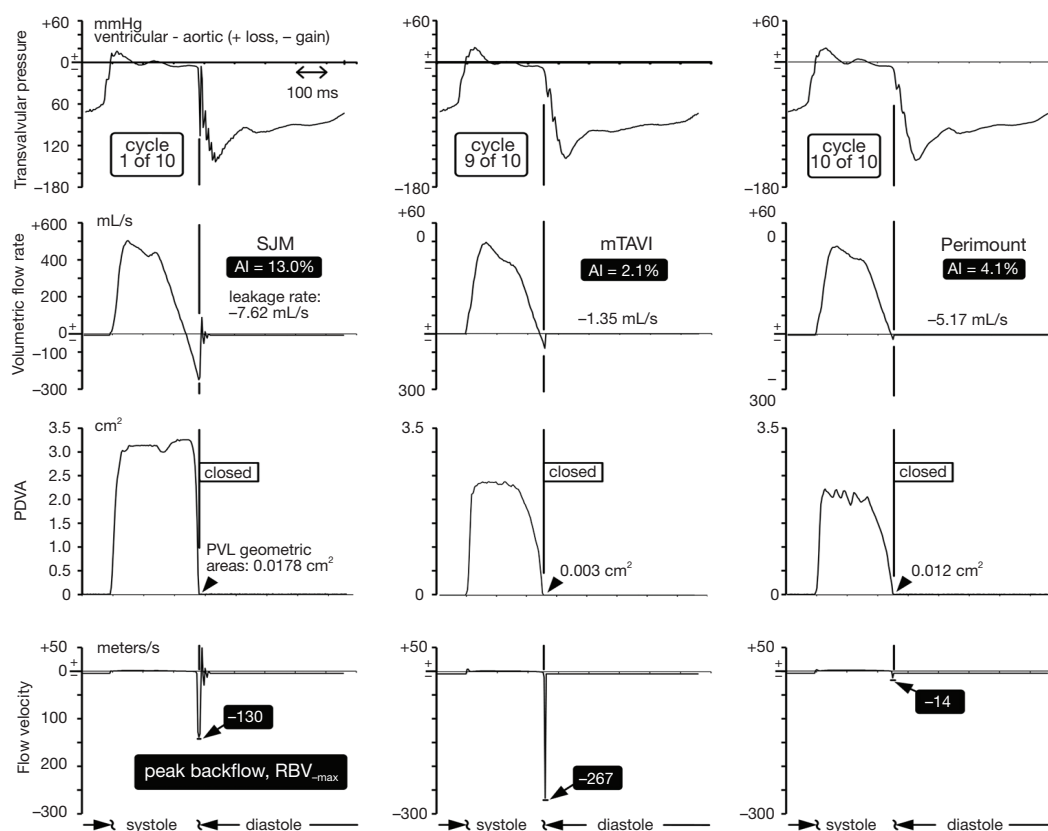 +60
mmHg
ventricular - aortic (+ loss, – gain)
+
–
100 ms
60
120
–180
Transvalvular pressure
cycle
1 of 10
+60
+
–
cycle
9 of 10
–180
+60
+
–
cycle
10 of 10
–180
+600
mL/s
400
200
0
+
–
–100
–300
Volumetric flow rate
SJM
AI = 13.0%
leakage rate:
–7.62 mL/s
+60
0
+
–
300
mTAVI
AI = 2.1%
–1.35 mL/s
+60
0
+
–
–
300
Perimount
AI = 4.1%
–5.17 mL/s
3.5
cm²
3.0
2.5
2.0
1.5
1.0
0.5
0
PDVA
closed
PVL geometric
areas: 0.0178 cm²
3.5
0
closed
0.003 cm²
3.5
0
closed
0.012 cm²
+50
meters/s
+
0
–
100
200
–300
Flow velocity
–130
peak backflow, RBV₋max
+50
+
–
–300
–267
+50
+
–
–300
–14
systole diastole
systole diastole
systole diastole